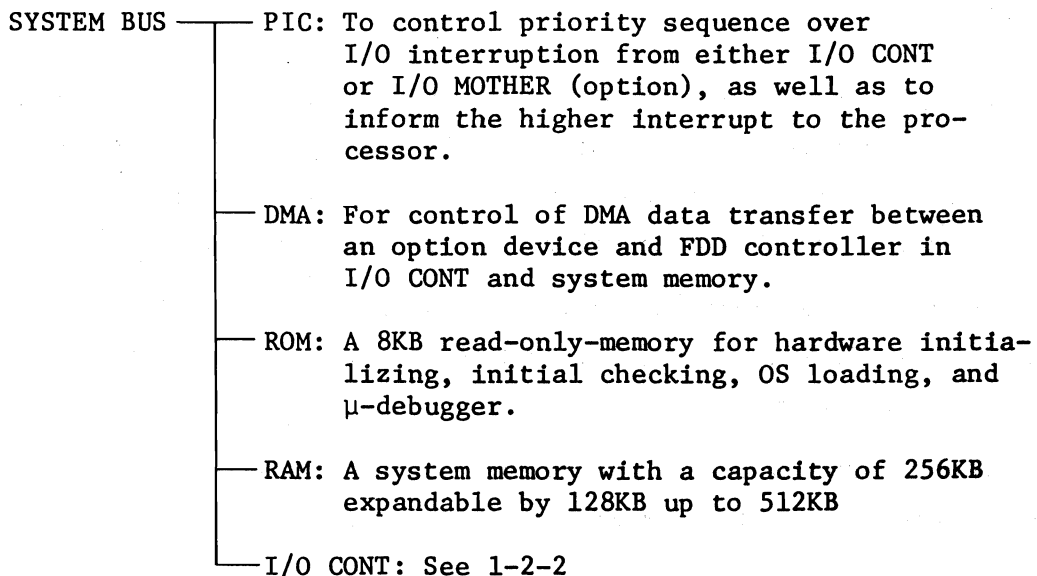 SYSTEM BUS PIC: To control priority sequence over
I/O interruption from either I/O CONT
or I/O MOTHER (option), as well as to
inform the higher interrupt to the pro-
cessor.
DMA: For control of DMA data transfer between
an option device and FDD controller in
I/O CONT and system memory.
ROM: A 8KB read-only-memory for hardware initia-
lizing, initial checking, OS loading, and
μ-debugger.
RAM: A system memory with a capacity of 256KB
expandable by 128KB up to 512KB
I/O CONT: See 1-2-2